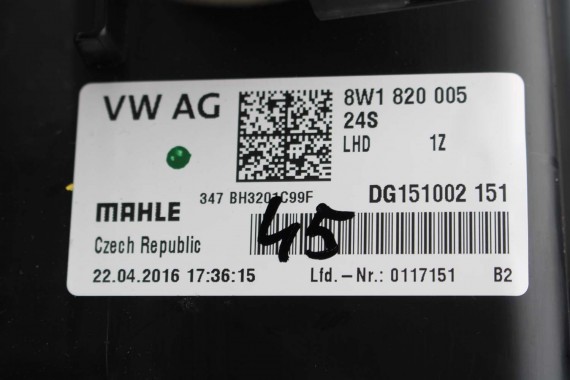 VW AG
8W1 820 005
24S
LHD 1Z
347 BH3201C99F
DG151002 151
MAHLE
45
Czech Republic
22.04.2016 17:36:15 Lfd.-Nr.: 0117151 B2